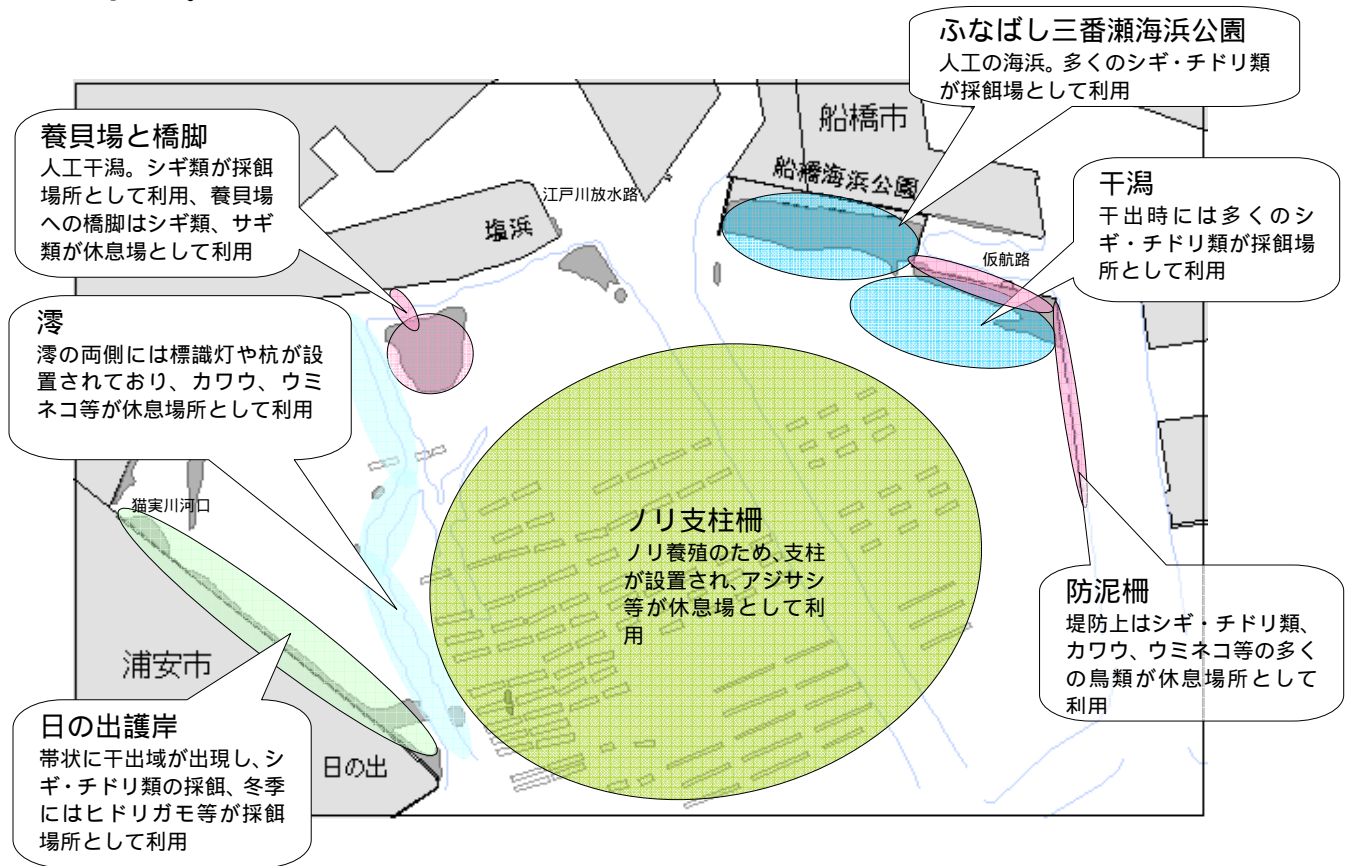 ふなばし三番瀬海浜公園
人工の海浜。多くのシギ・チドリ類
が採餌場として利用
養貝場と橋脚
人工干潟。シギ類が採餌
場所として利用、養貝場
への橋脚はシギ類、サギ
類が休息場として利用
船橋市
船橋海浜公園
江戸川放水路
塩浜
干潟
干出時には多くのシ
ギ・チドリ類が採餌場
所として利用
仮航路
澪
澪の両側には標識灯や杭が設
置されており、カワウ、ウミ
ネコ等が休息場所として利用
猫実川河口
ノリ支柱柵
ノリ養殖のため、支柱
が設置され、アジサシ
等が休息場として利
用
防泥柵
堤防上はシギ・チドリ類、
カワウ、ウミネコ等の多く
の鳥類が休息場所として
利用
浦安市
日の出護岸
帯状に干出域が出現し、シ
ギ・チドリ類の採餌、冬季
にはヒドリガモ等が採餌
場所として利用
日の出